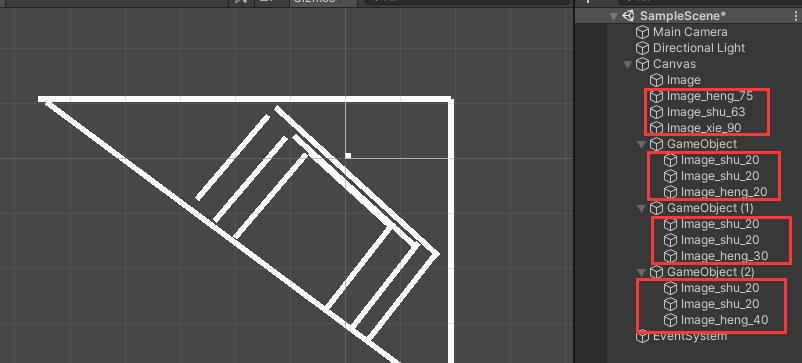 SampleScene*
Main Camera
Directional Light
Canvas
Image
Image_heng_75
Image_shu_63
Image_xie_90
GameObject
Image_shu_20
Image_shu_20
Image_heng_20
GameObject (1)
Image_shu_20
Image_shu_20
Image_heng_30
GameObject (2)
Image_shu_20
Image_shu_20
Image_heng_40
EventSystem